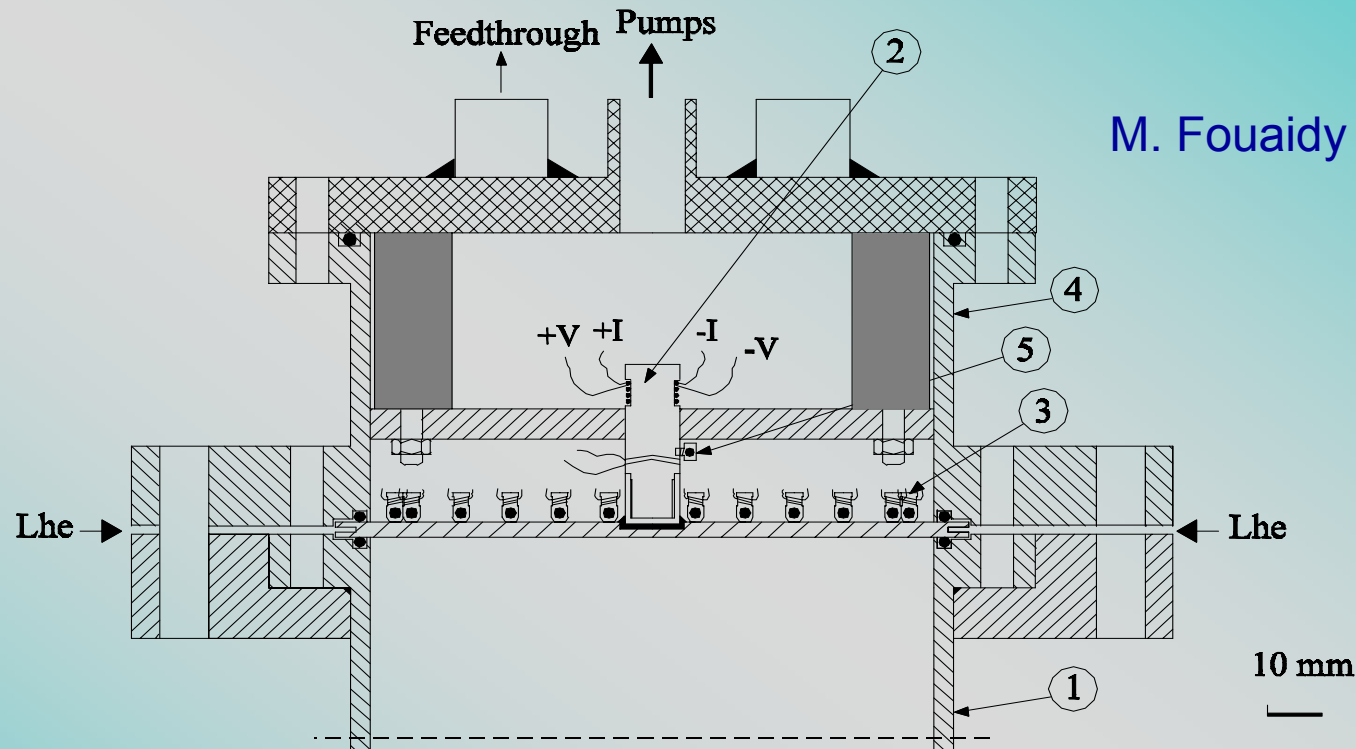 Feedthrough
Pumps
2
M. Fouaidy
4
+V
+I
-I
-V
5
3
Lhe
Lhe
10 mm
1